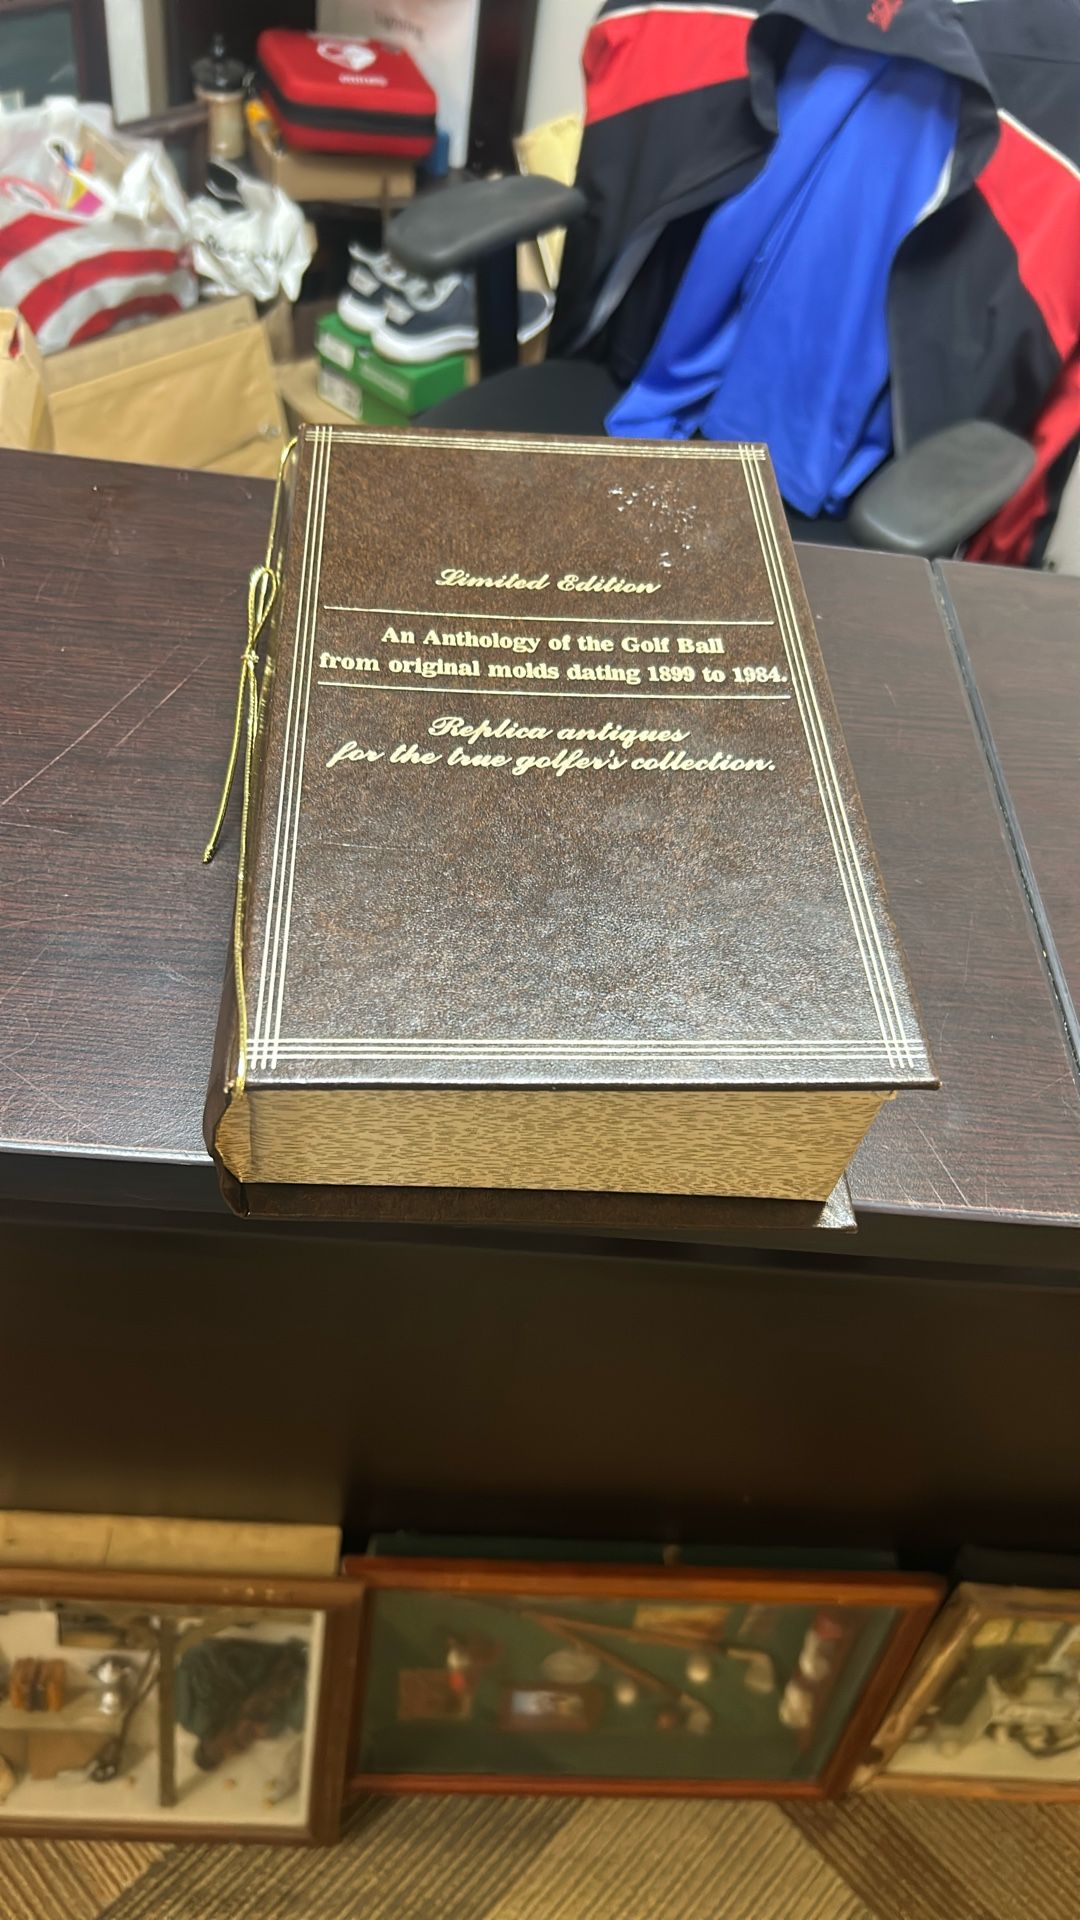 Limited Edition
An Anthology of the Golf Ball
from original molds dating 1899 to 1984.
Replica antiques
for the true golfer's collection.